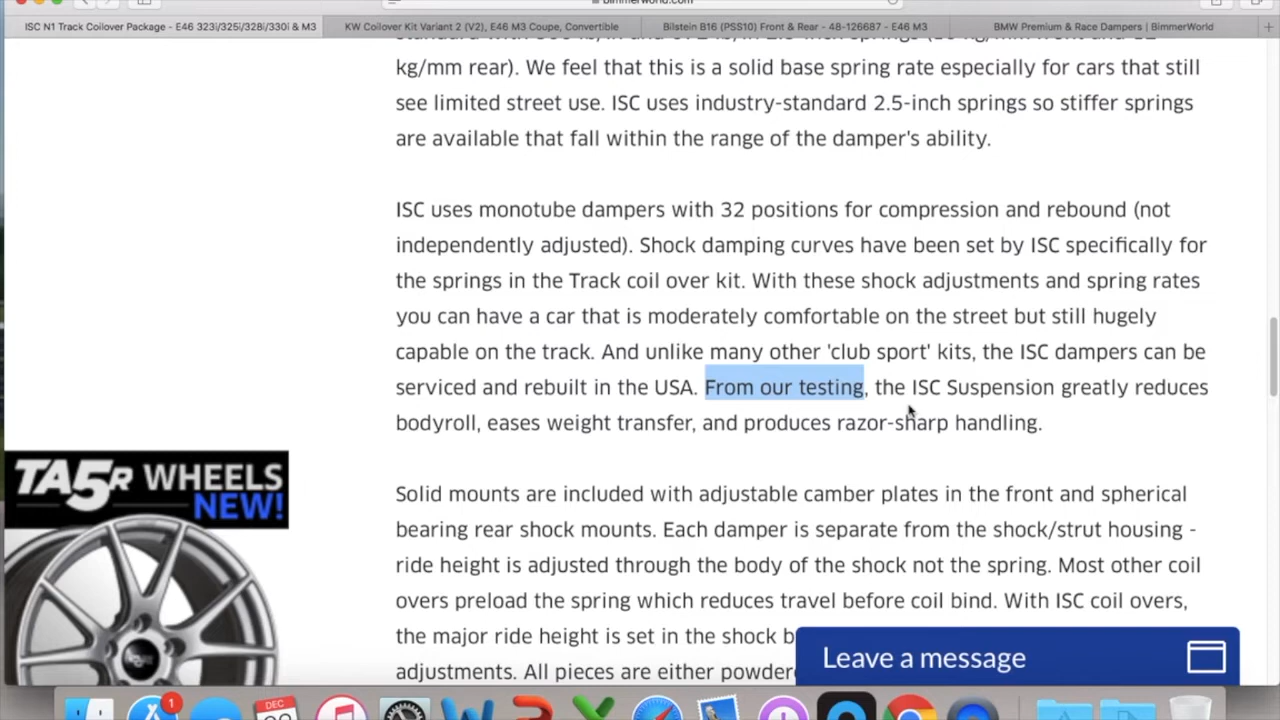 bimmerworld.com
ISC N1 Track Coilover Package - E46 323i/325i/328i/330i & M3
KW Coilover Kit Variant 2 (V2), E46 M3 Coupe, Convertible
Bilstein B16 (PSS10) Front & Rear - 48-126687 - E46 M3
BMW Premium & Race Dampers | BimmerWorld
kg/mm rear). We feel that this is a solid base spring rate especially for cars that still
see limited street use. ISC uses industry-standard 2.5-inch springs so stiffer springs
are available that fall within the range of the damper's ability.
ISC uses monotube dampers with 32 positions for compression and rebound (not
independently adjusted). Shock damping curves have been set by ISC specifically for
the springs in the Track coil over kit. With these shock adjustments and spring rates
you can have a car that is moderately comfortable on the street but still hugely
capable on the track. And unlike many other 'club sport' kits, the ISC dampers can be
serviced and rebuilt in the USA. From our testing, the ISC Suspension greatly reduces
bodyroll, eases weight transfer, and produces razor-sharp handling.
TA5R WHEELS
NEW!
Solid mounts are included with adjustable camber plates in the front and spherical
bearing rear shock mounts. Each damper is separate from the shock/strut housing -
ride height is adjusted through the body of the shock not the spring. Most other coil
overs preload the spring which reduces travel before coil bind. With ISC coil overs,
the major ride height is set in the shock
adjustments. All pieces are either
Leave a message
1
DEC